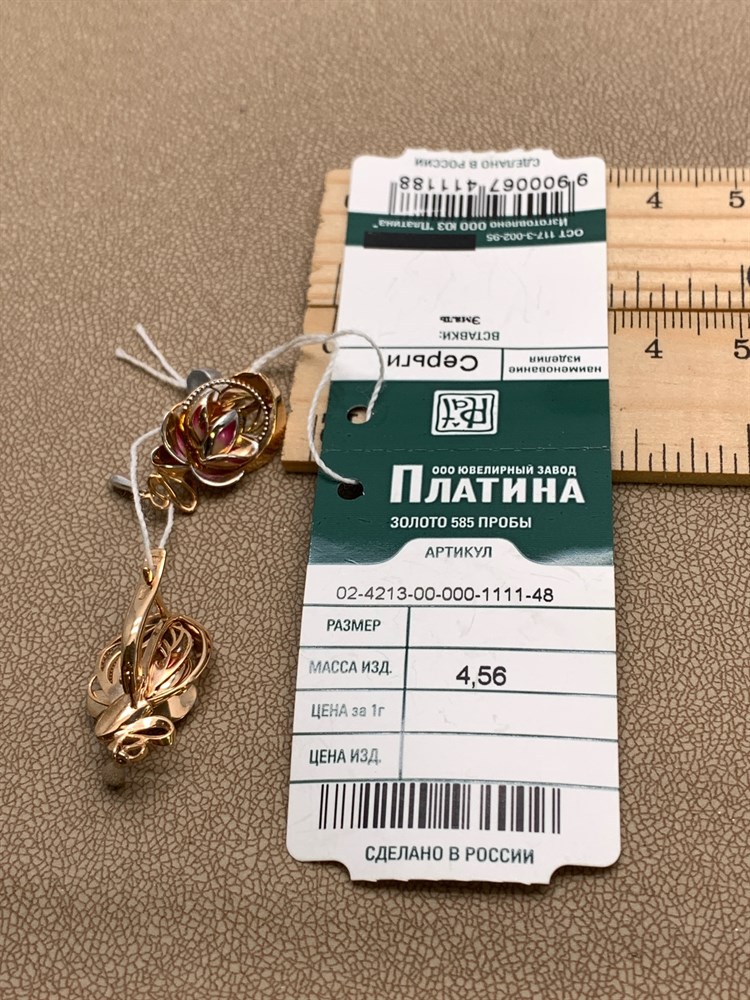 СДЕЛАНО В РОССИИ
9 900067 411188
ОСТ 117-3-002-95
Изготовлено ООО ЮЗ "Платина"
ВСТАВКИ:
Эмаль
наименование изделия
Серьги
Plat
ООО ЮВЕЛИРНЫЙ ЗАВОД
ПЛАТИНА
ЗОЛОТО 585 ПРОБЫ
АРТИКУЛ
02-4213-00-000-1111-48
РАЗМЕР
МАССА ИЗД. 4,56
ЦЕНА за 1г
ЦЕНА ИЗД.
СДЕЛАНО В РОССИИ
4 5
4 5